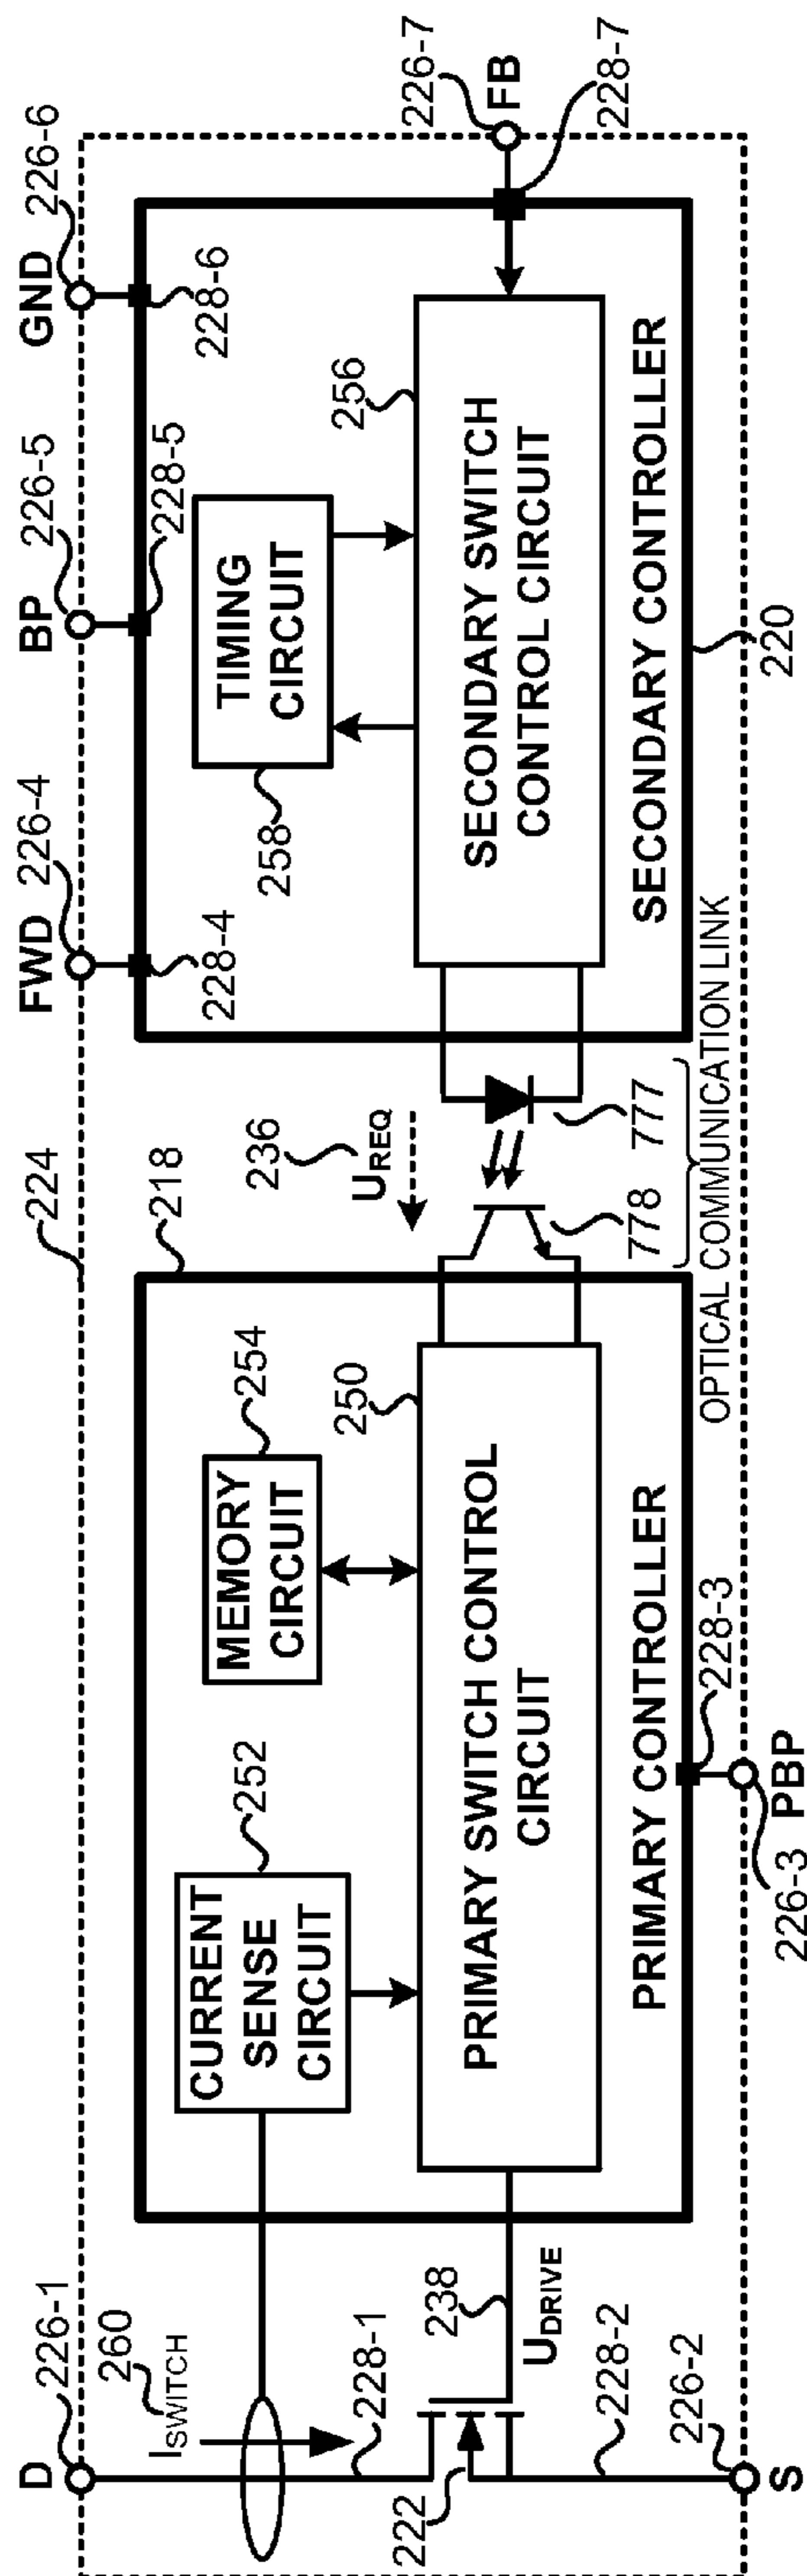 D
226-1
224
FWD
226-4
BP
226-5
GND
226-6
260
I_SWITCH
228-1
218
228-4
228-5
228-6
CURRENT
SENSE
CIRCUIT
252
MEMORY
CIRCUIT
254
236
U_REQ
258
TIMING
CIRCUIT
256
250
226-7
FB
228-7
222
238
U_DRIVE
PRIMARY SWITCH CONTROL
CIRCUIT
778
777
SECONDARY SWITCH
CONTROL CIRCUIT
228-2
PRIMARY CONTROLLER
228-3
SECONDARY CONTROLLER
OPTICAL COMMUNICATION LINK
220
226-2
S
226-3
PBP